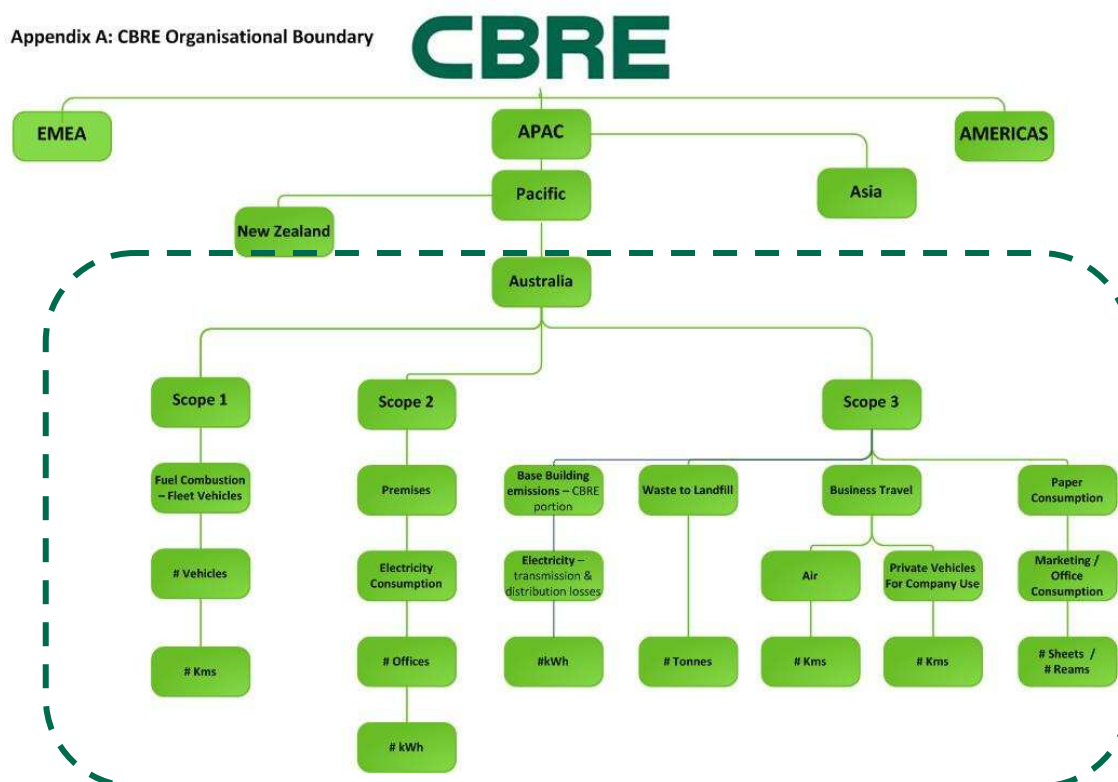 Appendix A: CBRE Organisational Boundary
CBRE
EMEA
APAC
AMERICAS
Pacific
Asia
New Zealand
Australia
Scope 1
Scope 2
Scope 3
Fuel Combustion
– Fleet Vehicles
Premises
Base Building
emissions – CBRE
portion
Waste to Landfill
Business Travel
Paper
Consumption
# Vehicles
Electricity
Consumption
Electricity –
transmission &
distribution losses
Air
Private Vehicles
For Company Use
Marketing /
Office
Consumption
# Kms
# Offices
#kWh
# Tonnes
# Kms
# Kms
# Sheets /
# Reams
# kWh